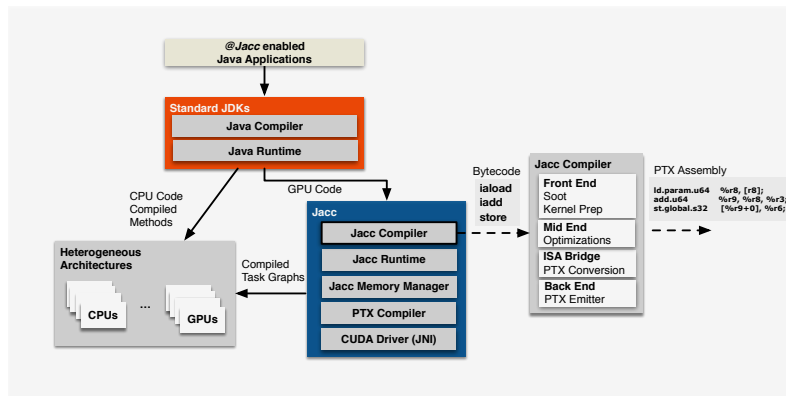 @Jacc enabled
Java Applications
Standard JDKs
Java Compiler
Java Runtime
CPU Code
Compiled
Methods
GPU Code
Heterogeneous
Architectures
CPUs
...
GPUs
Compiled
Task Graphs
Jacc
Jacc Compiler
Jacc Runtime
Jacc Memory Manager
PTX Compiler
CUDA Driver (JNI)
Bytecode
iaload
iadd
store
Jacc Compiler
Front End
Soot
Kernel Prep
Mid End
Optimizations
ISA Bridge
PTX Conversion
Back End
PTX Emitter
PTX Assembly
ld.param.u64 %r8, [r8];
add.u64 %r9, %r8, %r3;
st.global.s32 [%r9+0], %r6;